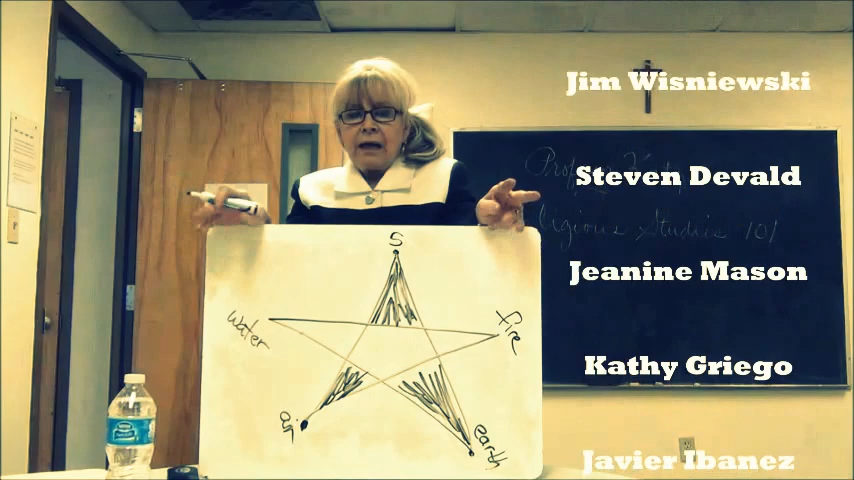 Jim Wisniewski
Steven Devald
Jeanine Mason
Kathy Griego
Javier Ibanez
Religious Studies 101
S
water
fire
air
earth